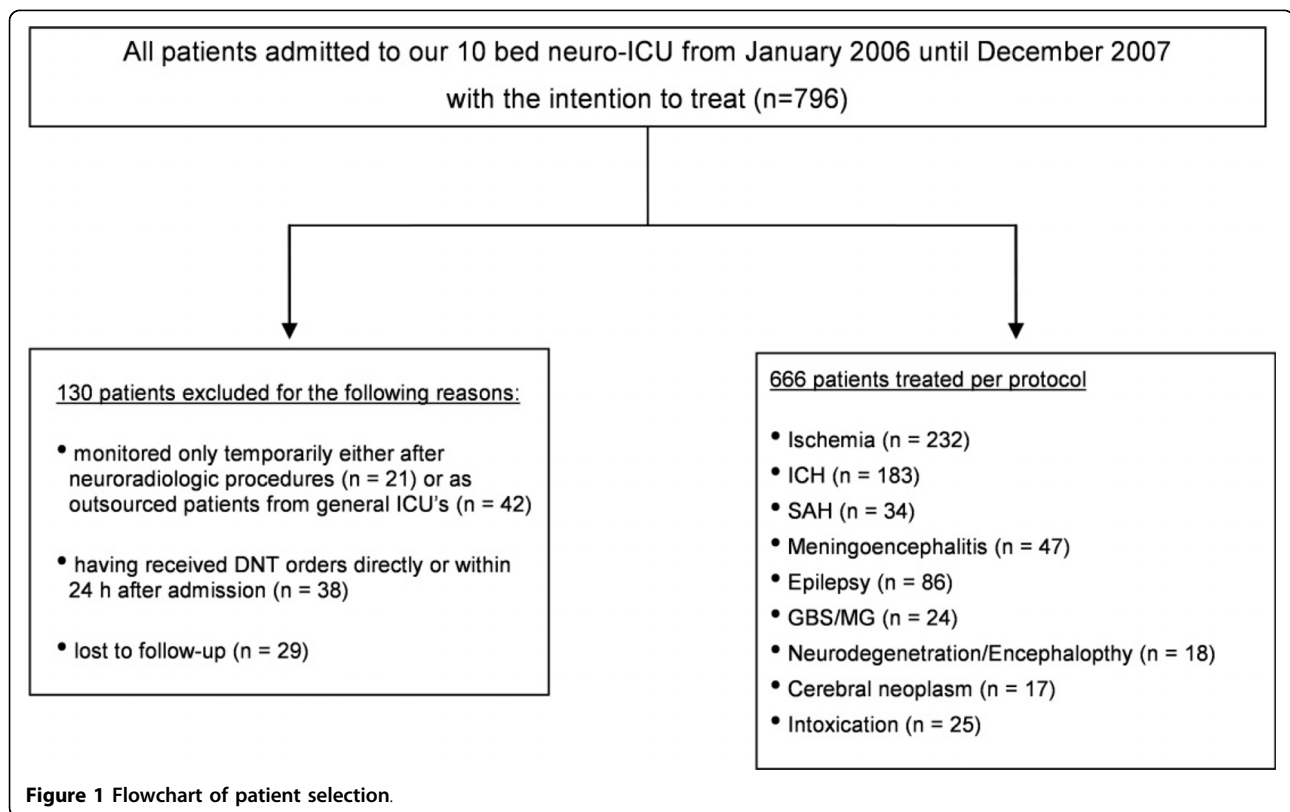 All patients admitted to our 10 bed neuro-ICU from January 2006 until December 2007
with the intention to treat (n=796)
130 patients excluded for the following reasons:
• monitored only temporarily either after
neuroradiologic procedures (n = 21) or as
outsourced patients from general ICU's (n = 42)
• having received DNT orders directly or within
24 h after admission (n = 38)
• lost to follow-up (n = 29)
666 patients treated per protocol
• Ischemia (n = 232)
• ICH (n = 183)
• SAH (n = 34)
• Meningoencephalitis (n = 47)
• Epilepsy (n = 86)
• GBS/MG (n = 24)
• Neurodegenetration/Encephalopthy (n = 18)
• Cerebral neoplasm (n = 17)
• Intoxication (n = 25)
Figure 1 Flowchart of patient selection.